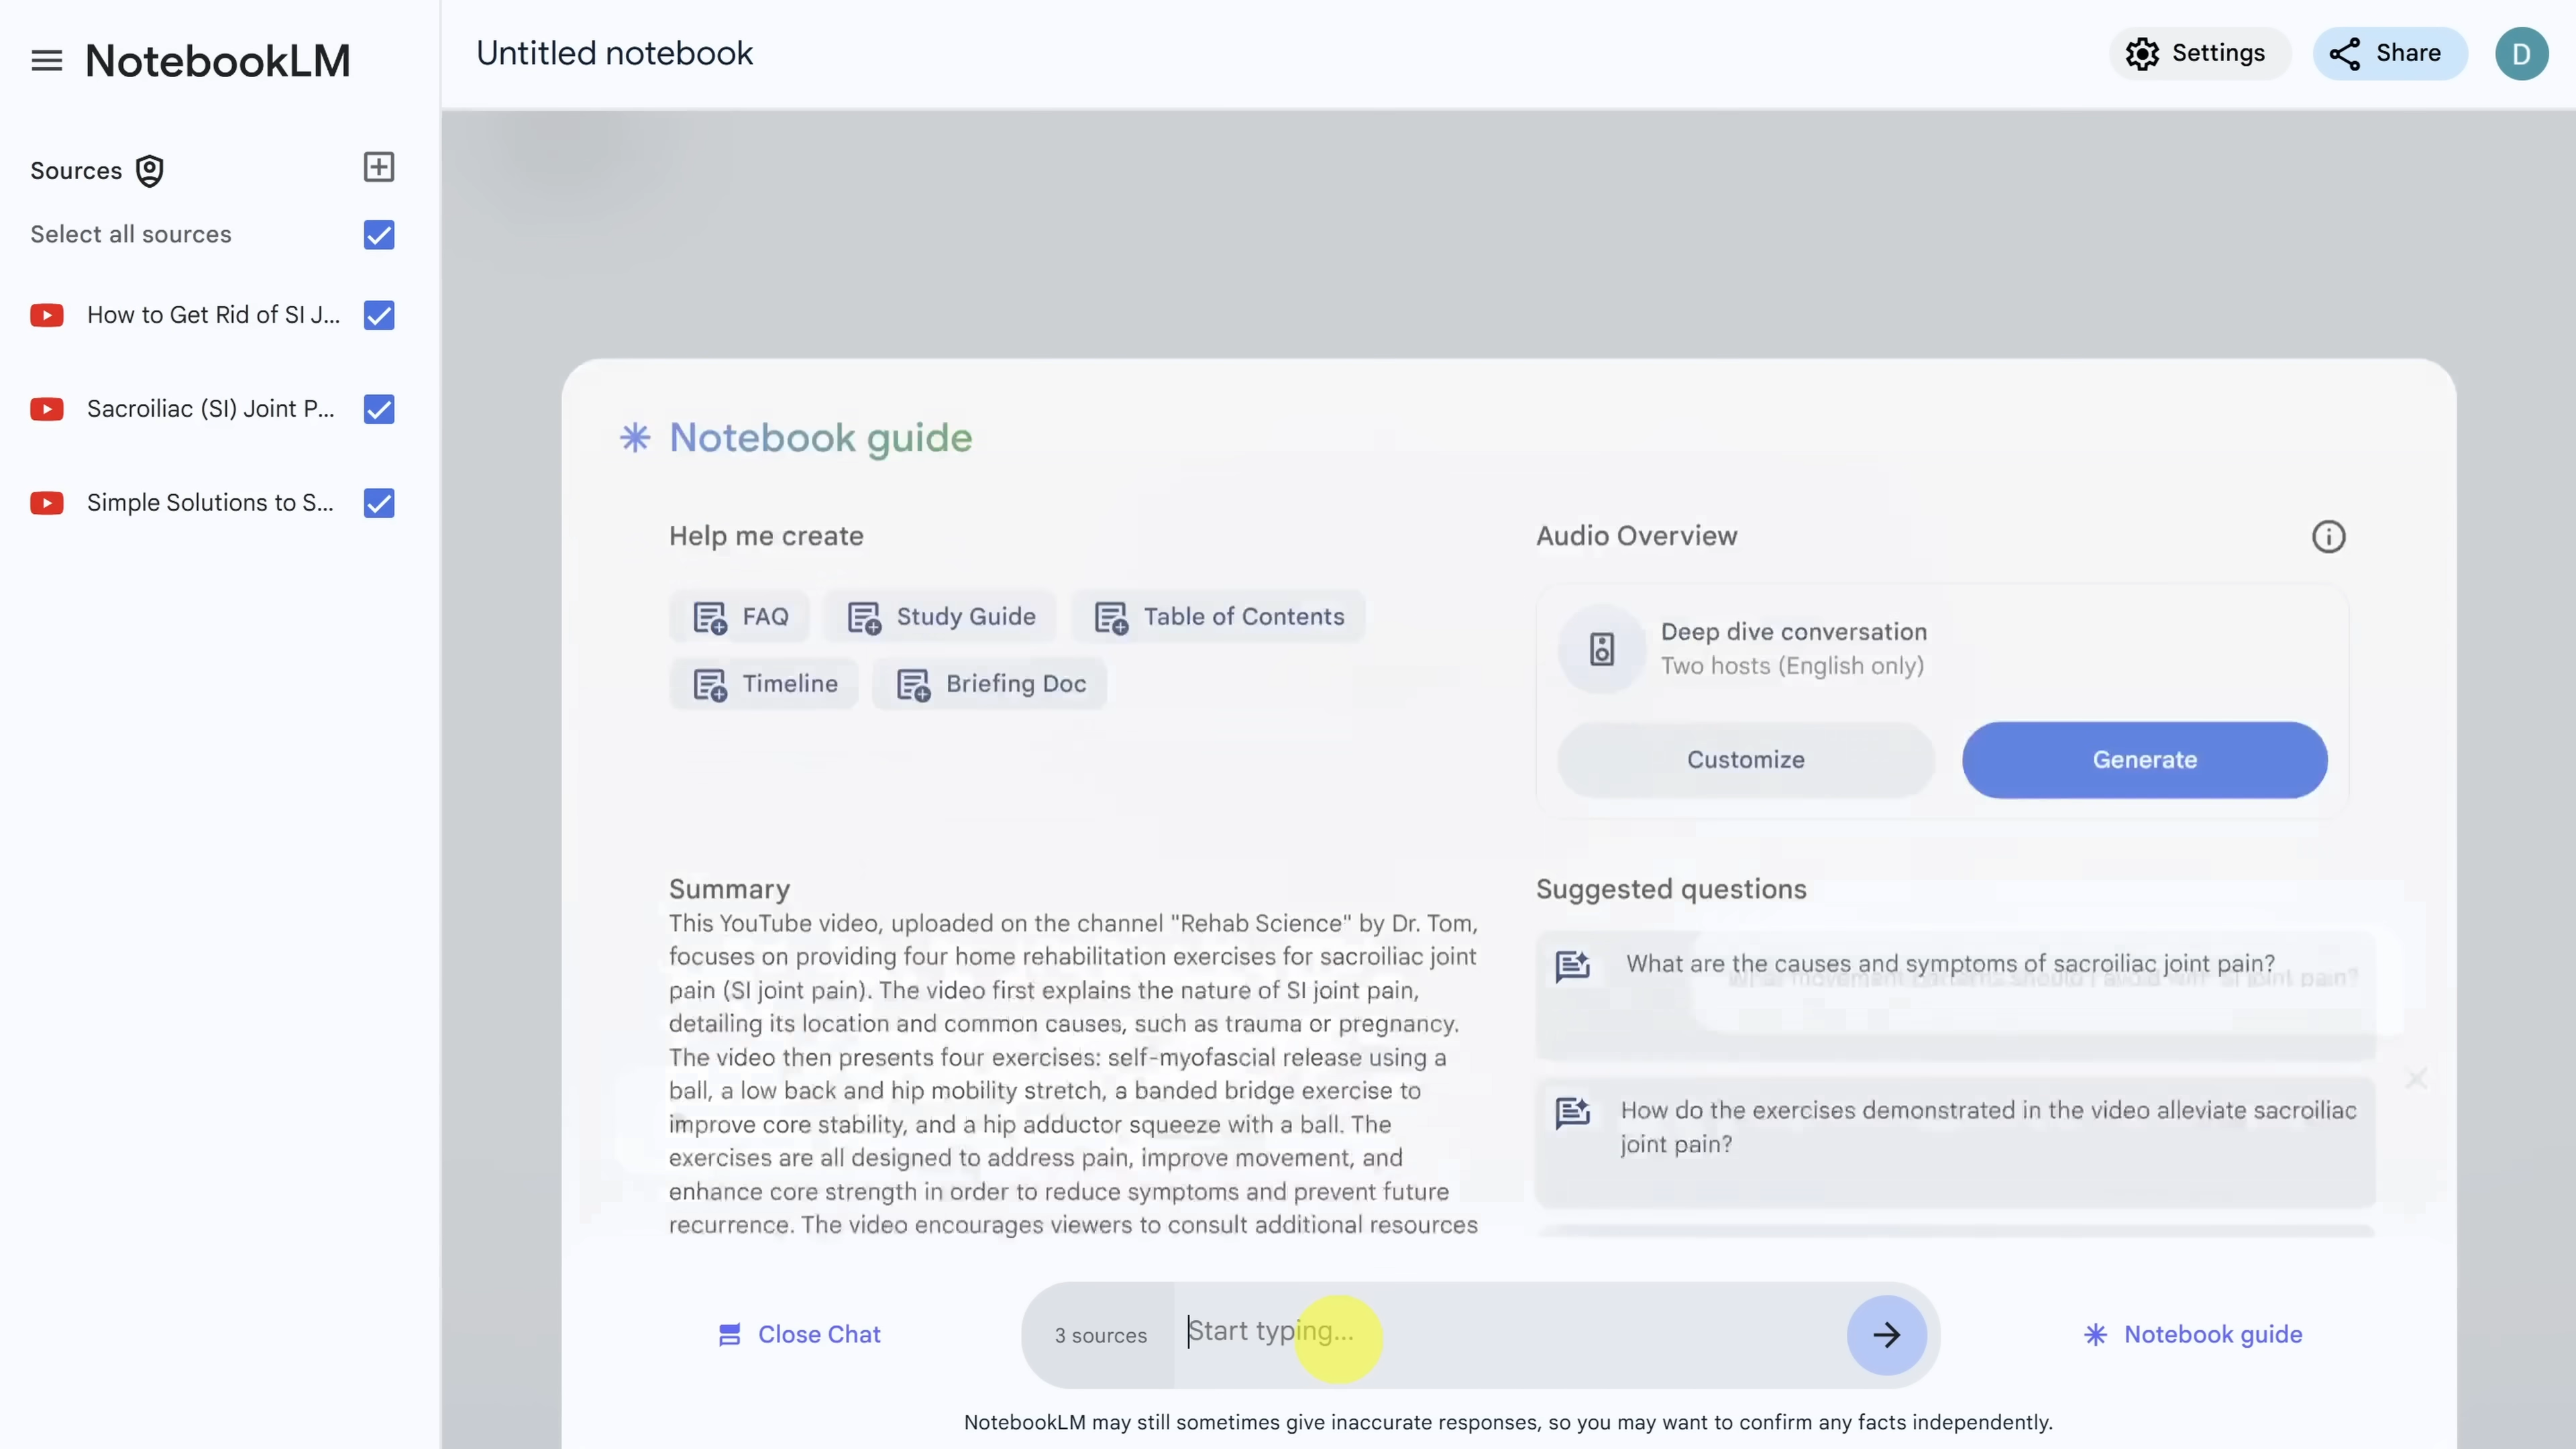 NotebookLM
Untitled notebook
Settings
Share
D
Sources
Select all sources
How to Get Rid of SI J...
Sacroiliac (SI) Joint P...
Simple Solutions to S...
Notebook guide
Help me create
FAQ
Study Guide
Table of Contents
Timeline
Briefing Doc
Audio Overview
Deep dive conversation
Two hosts (English only)
Customize
Generate
Summary
This YouTube video, uploaded on the channel "Rehab Science" by Dr. Tom,
focuses on providing four home rehabilitation exercises for sacroiliac joint
pain (SI joint pain). The video first explains the nature of SI joint pain,
detailing its location and common causes, such as trauma or pregnancy.
The video then presents four exercises: self-myofascial release using a
ball, a low back and hip mobility stretch, a banded bridge exercise to
improve core stability, and a hip adductor squeeze with a ball. The
exercises are all designed to address pain, improve movement, and
enhance core strength in order to reduce symptoms and prevent future
recurrence. The video encourages viewers to consult additional resources
Suggested questions
What are the causes and symptoms of sacroiliac joint pain?
What movement patterns should I avoid with SI joint pain?
How do the exercises demonstrated in the video alleviate sacroiliac
joint pain?
Close Chat
3 sources
Start typing...
Notebook guide
NotebookLM may still sometimes give inaccurate responses, so you may want to confirm any facts independently.